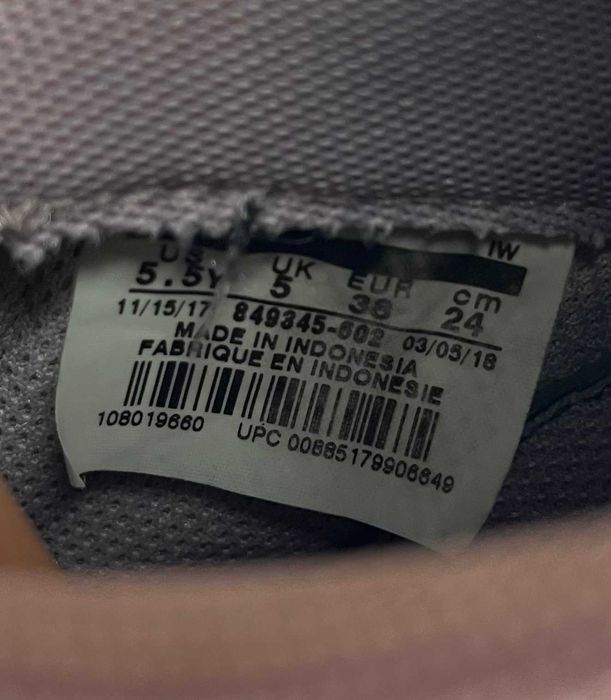 IW
US UK EUR cm
5.5Y 5 38 24
11/15/17 849345-602 03/05/18
MADE IN INDONESIA
FABRIQUE EN INDONESIE
108019660 UPC 00885179906649